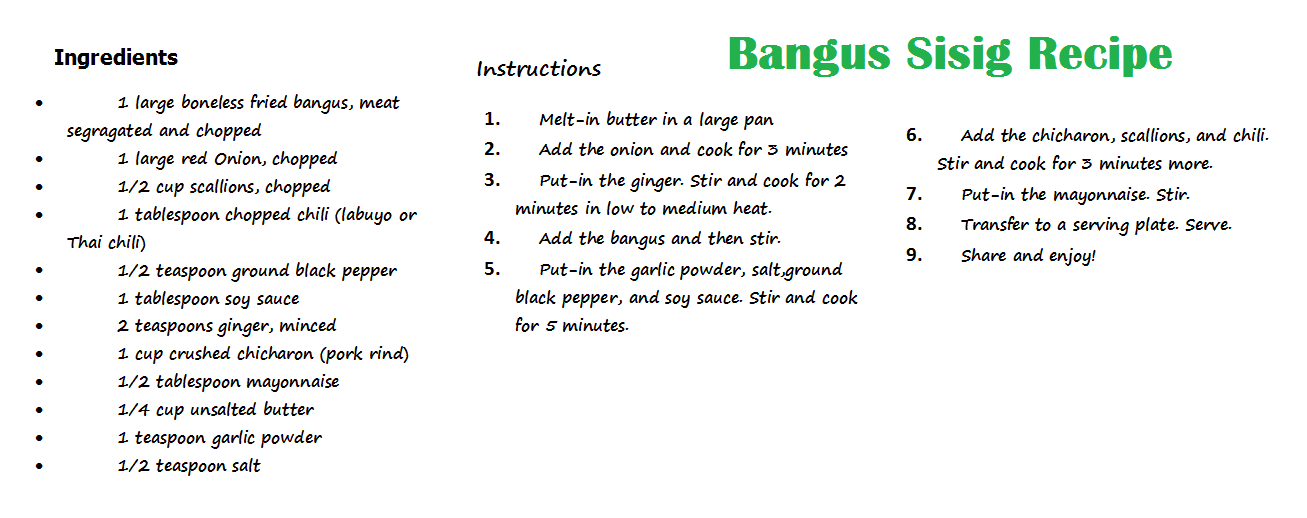 Bangus Sisig Recipe
Ingredients
• 1 large boneless fried bangus, meat
segragated and chopped
• 1 large red Onion, chopped
• 1/2 cup scallions, chopped
• 1 tablespoon chopped chili (labuyo or
Thai chili)
• 1/2 teaspoon ground black pepper
• 1 tablespoon soy sauce
• 2 teaspoons ginger, minced
• 1 cup crushed chicharon (pork rind)
• 1/2 tablespoon mayonnaise
• 1/4 cup unsalted butter
• 1 teaspoon garlic powder
• 1/2 teaspoon salt
Instructions
1. Melt-in butter in a large pan
2. Add the onion and cook for 3 minutes
3. Put-in the ginger. Stir and cook for 2
minutes in low to medium heat.
4. Add the bangus and then stir.
5. Put-in the garlic powder, salt,ground
black pepper, and soy sauce. Stir and cook
for 5 minutes.
6. Add the chicharon, scallions, and chili.
Stir and cook for 3 minutes more.
7. Put-in the mayonnaise. Stir.
8. Transfer to a serving plate. Serve.
9. Share and enjoy!